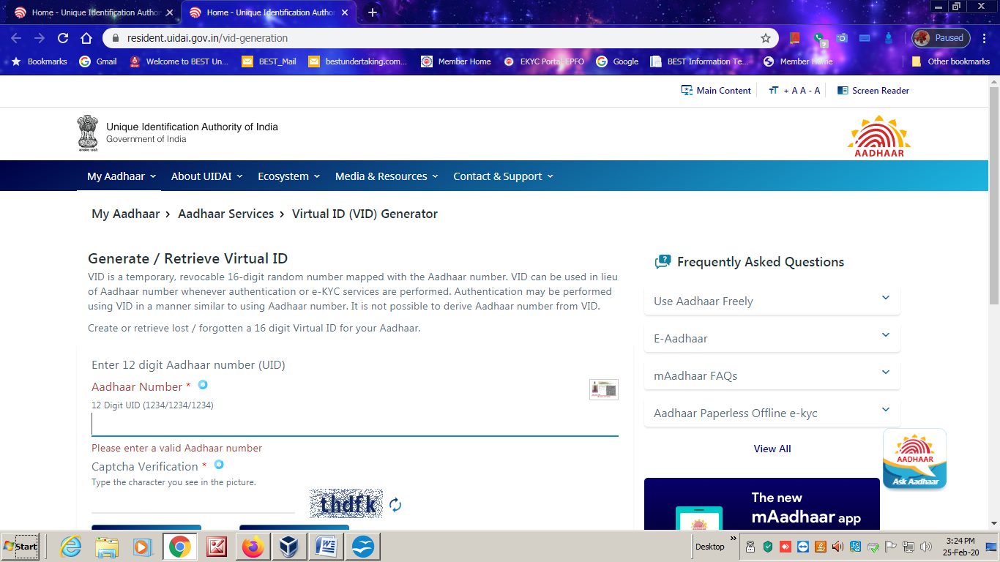 Home - Unique Identification Author
Home - Unique Identification Autho
resident.uidai.gov.in/vid-generation
Paused
Bookmarks
Gmail
Welcome to BEST Un...
BEST_Mail
bestundertaking.com...
Member Home
EKYC Portal-EPFO
Google
BEST Information Te...
Member Home
Other bookmarks
Main Content
TT + A A - A
Screen Reader
Unique Identification Authority of India
Government of India
AADHAAR
My Aadhaar
About UIDAI
Ecosystem
Media & Resources
Contact & Support
My Aadhaar > Aadhaar Services > Virtual ID (VID) Generator
Generate / Retrieve Virtual ID
VID is a temporary, revocable 16-digit random number mapped with the Aadhaar number. VID can be used in lieu
of Aadhaar number whenever authentication or e-KYC services are performed. Authentication may be performed
using VID in a manner similar to using Aadhaar number. It is not possible to derive Aadhaar number from VID.
Create or retrieve lost / forgotten a 16 digit Virtual ID for your Aadhaar.
Enter 12 digit Aadhaar number (UID)
Aadhaar Number *
12 Digit UID (1234/1234/1234)
Please enter a valid Aadhaar number
Captcha Verification *
Type the character you see in the picture.
thdfk
Frequently Asked Questions
Use Aadhaar Freely
E-Aadhaar
mAadhaar FAQs
Aadhaar Paperless Offline e-kyc
View All
AADHAAR
Ask Aadhaar
The new
mAadhaar app
Start
Desktop
3:24 PM
25-Feb-20